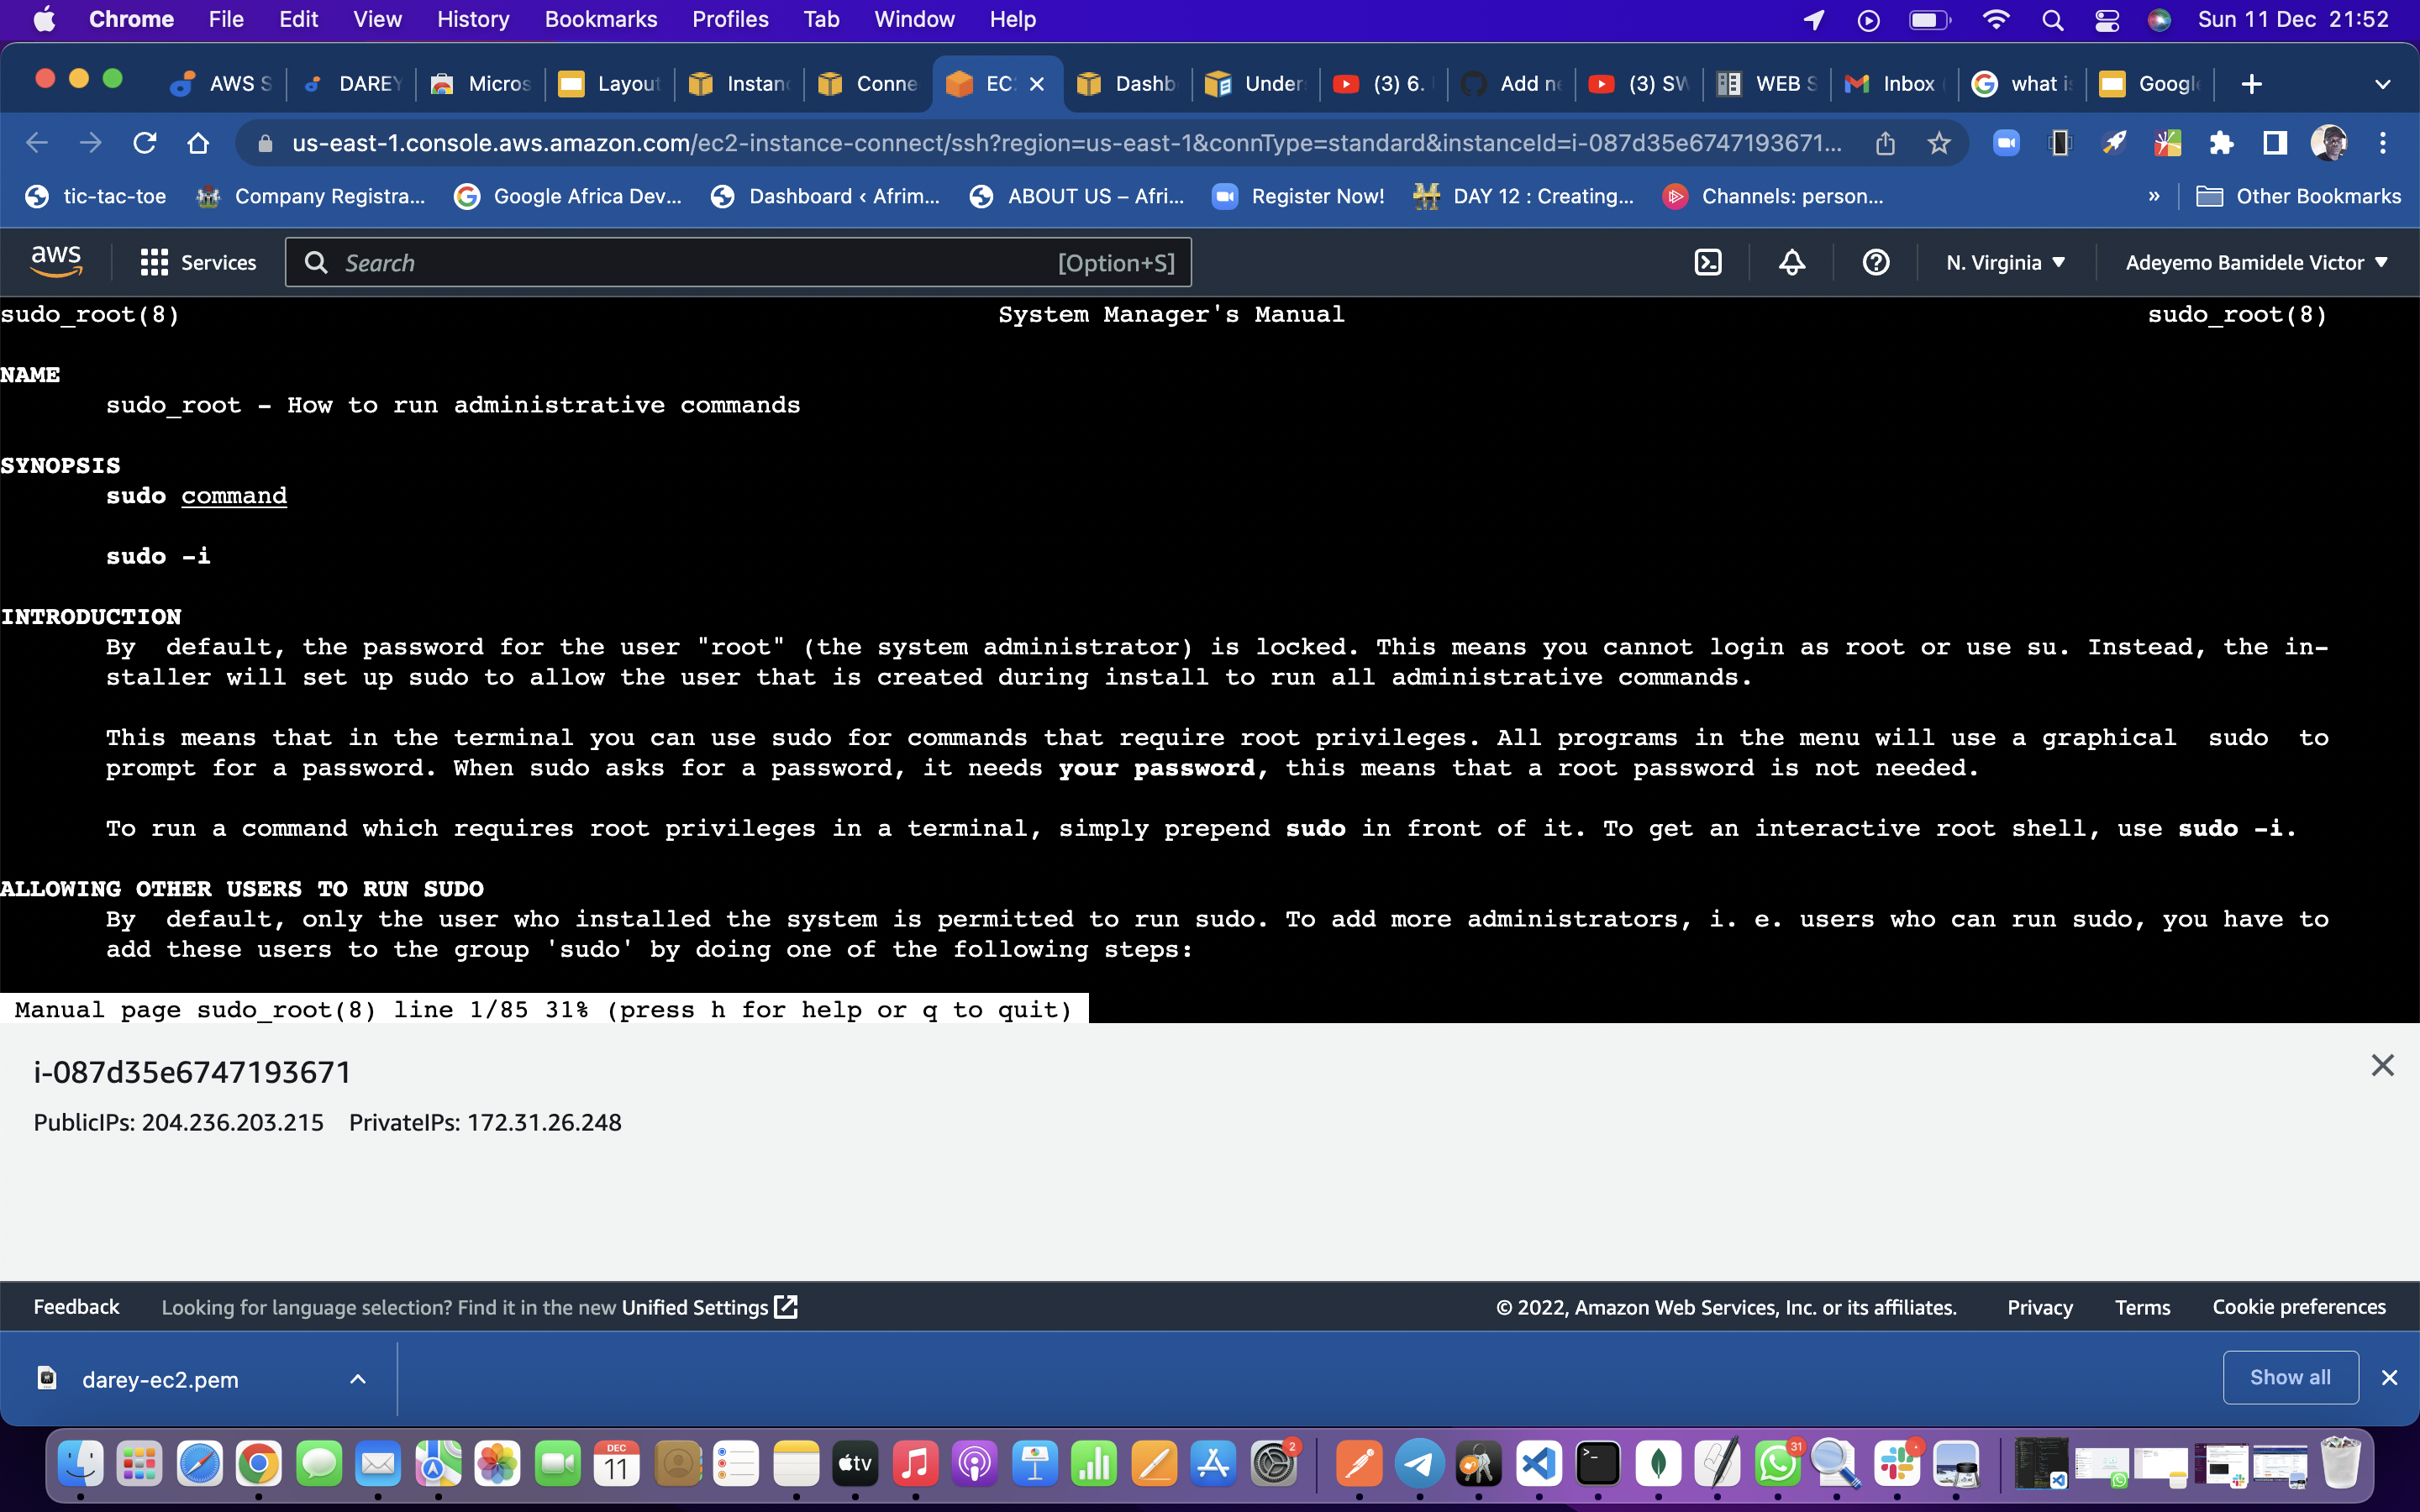 Chrome File Edit View History Bookmarks Profiles Tab Window Help Sun 11 Dec 21:52
AWS S DAREY Micros Layout Instanc Conne EC Dashb Under (3) 6. Add ne (3) SW WEB S Inbox what i Google
us-east-1.console.aws.amazon.com/ec2-instance-connect/ssh?region=us-east-1&connType=standard&instanceId=i-087d35e6747193671...
tic-tac-toe Company Registra... Google Africa Dev... Dashboard ‹ Afrim... ABOUT US – Afri... Register Now! DAY 12 : Creating... Channels: person... » Other Bookmarks
aws Services Search [Option+S] N. Virginia Adeyemo Bamidele Victor
sudo_root(8) System Manager's Manual sudo_root(8)
NAME
sudo_root - How to run administrative commands
SYNOPSIS
sudo command
sudo -i
INTRODUCTION
By default, the password for the user "root" (the system administrator) is locked. This means you cannot login as root or use su. Instead, the in-
staller will set up sudo to allow the user that is created during install to run all administrative commands.
This means that in the terminal you can use sudo for commands that require root privileges. All programs in the menu will use a graphical sudo to
prompt for a password. When sudo asks for a password, it needs your password, this means that a root password is not needed.
To run a command which requires root privileges in a terminal, simply prepend sudo in front of it. To get an interactive root shell, use sudo -i.
ALLOWING OTHER USERS TO RUN SUDO
By default, only the user who installed the system is permitted to run sudo. To add more administrators, i. e. users who can run sudo, you have to
add these users to the group 'sudo' by doing one of the following steps:
Manual page sudo_root(8) line 1/85 31% (press h for help or q to quit)
i-087d35e6747193671
PublicIPs: 204.236.203.215 PrivateIPs: 172.31.26.248
Feedback Looking for language selection? Find it in the new Unified Settings © 2022, Amazon Web Services, Inc. or its affiliates. Privacy Terms Cookie preferences
darey-ec2.pem Show all
DEC
11 tv 2 31